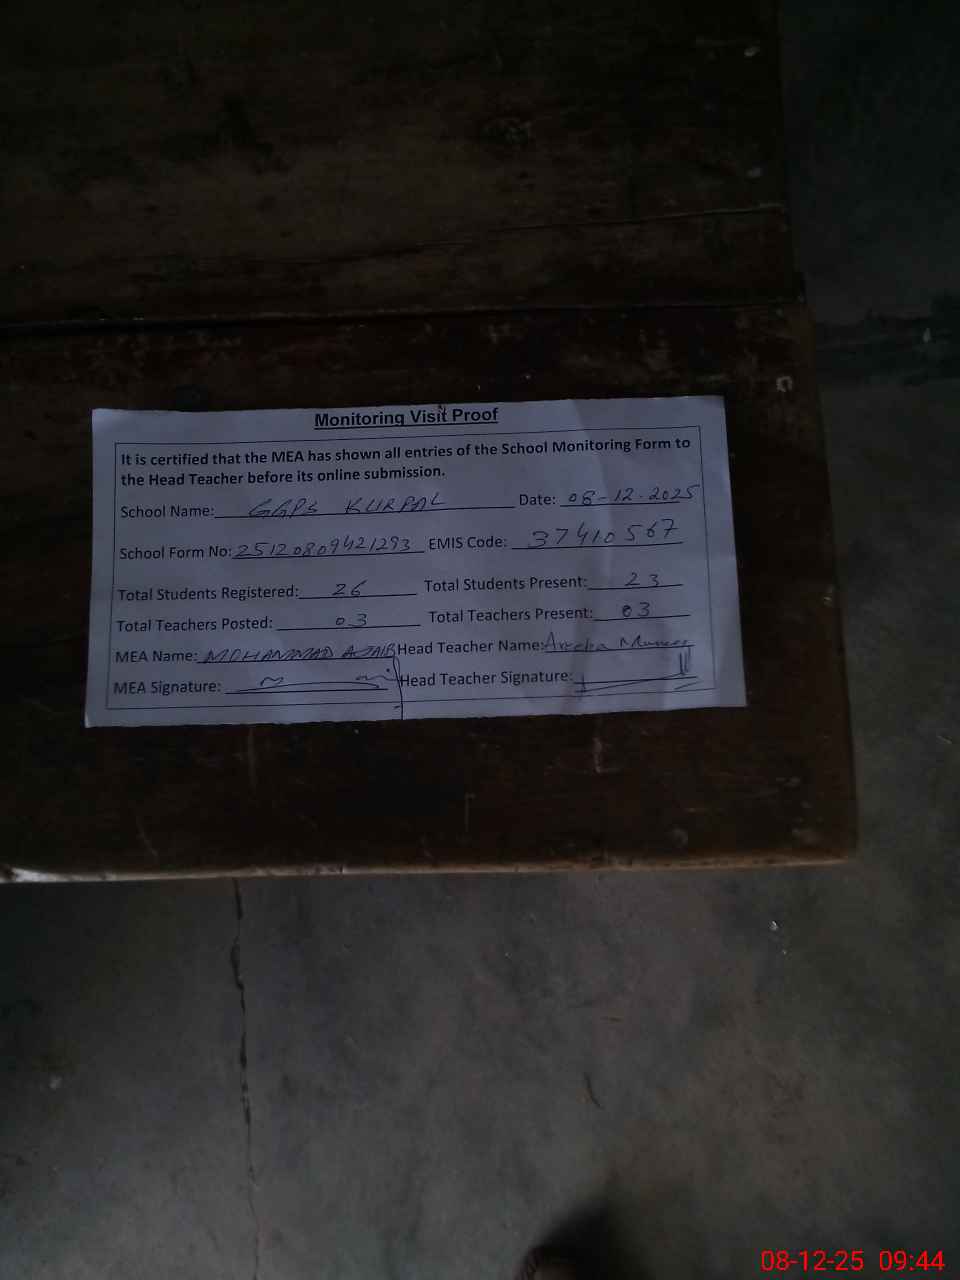 Monitoring Visit Proof
It is certified that the MEA has shown all entries of the School Monitoring Form to
the Head Teacher before its online submission.
School Name: GGPS KURPAL Date: 08-12-2025
School Form No: 25120809421293 EMIS Code: 37410567
Total Students Registered: 26 Total Students Present: 23
Total Teachers Posted: 03 Total Teachers Present: 03
MEA Name: MOHAMMAD AJAIB Head Teacher Name: Areeba
MEA Signature: Head Teacher Signature:
08-12-25 09:44